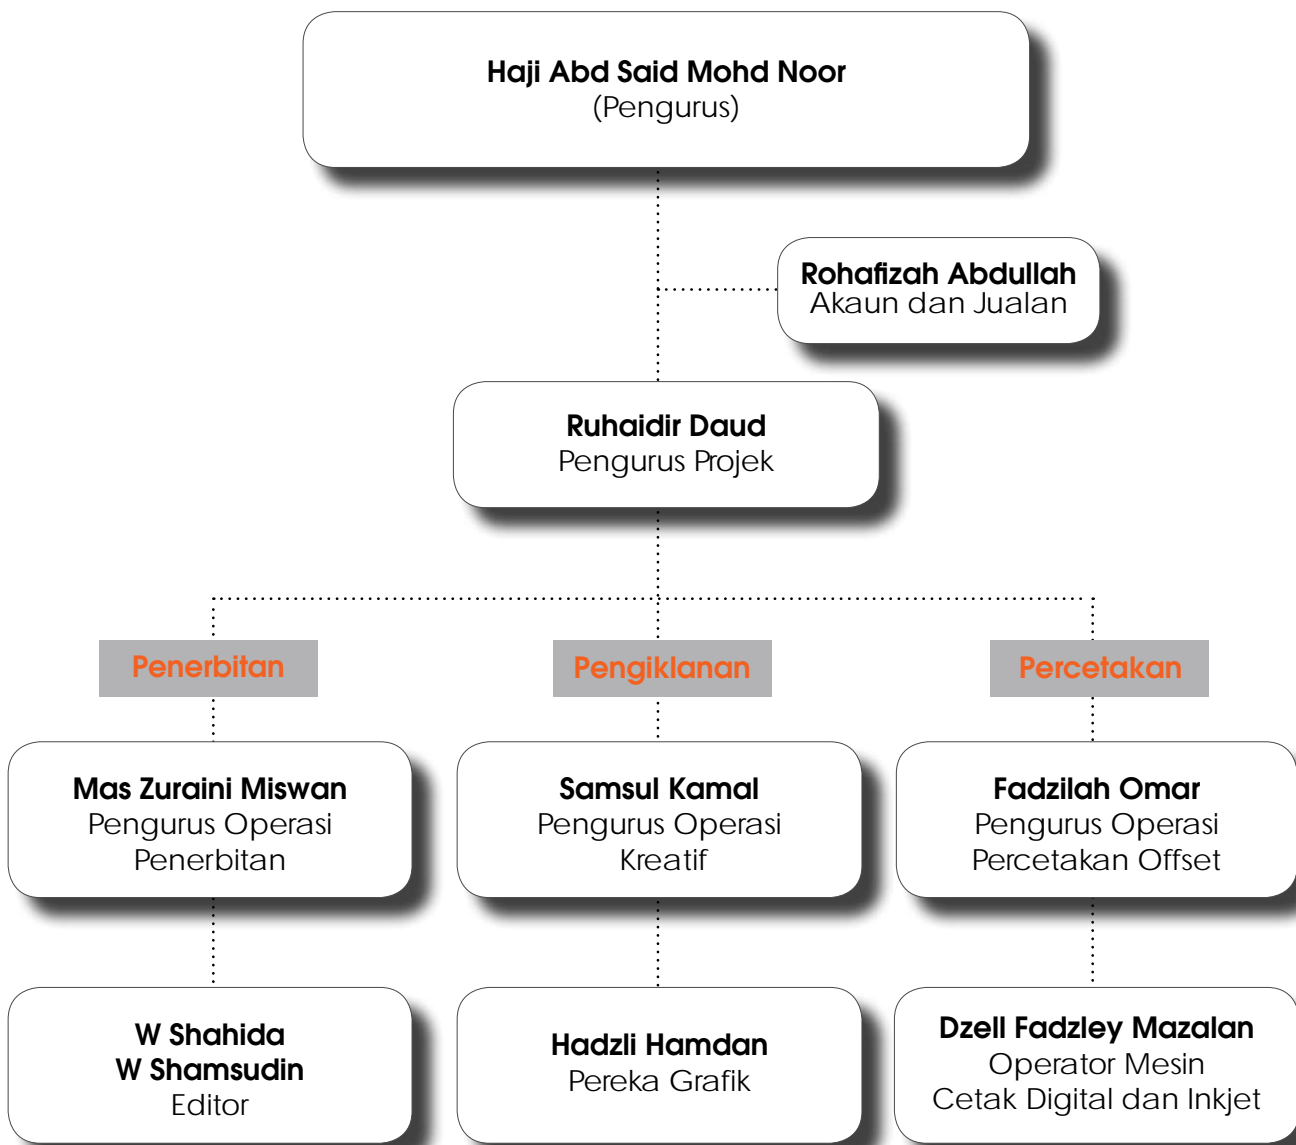 Haji Abd Said Mohd Noor
(Pengurus)
Rohafizah Abdullah
Akaun dan Jualan
Ruhaidir Daud
Pengurus Projek
Penerbitan
Pengiklanan
Percetakan
Mas Zuraini Miswan
Pengurus Operasi
Penerbitan
Samsul Kamal
Pengurus Operasi
Kreatif
Fadzilah Omar
Pengurus Operasi
Percetakan Offset
W Shahida
W Shamsudin
Editor
Hadzli Hamdan
Pereka Grafik
Dzell Fadzley Mazalan
Operator Mesin
Cetak Digital dan Inkjet